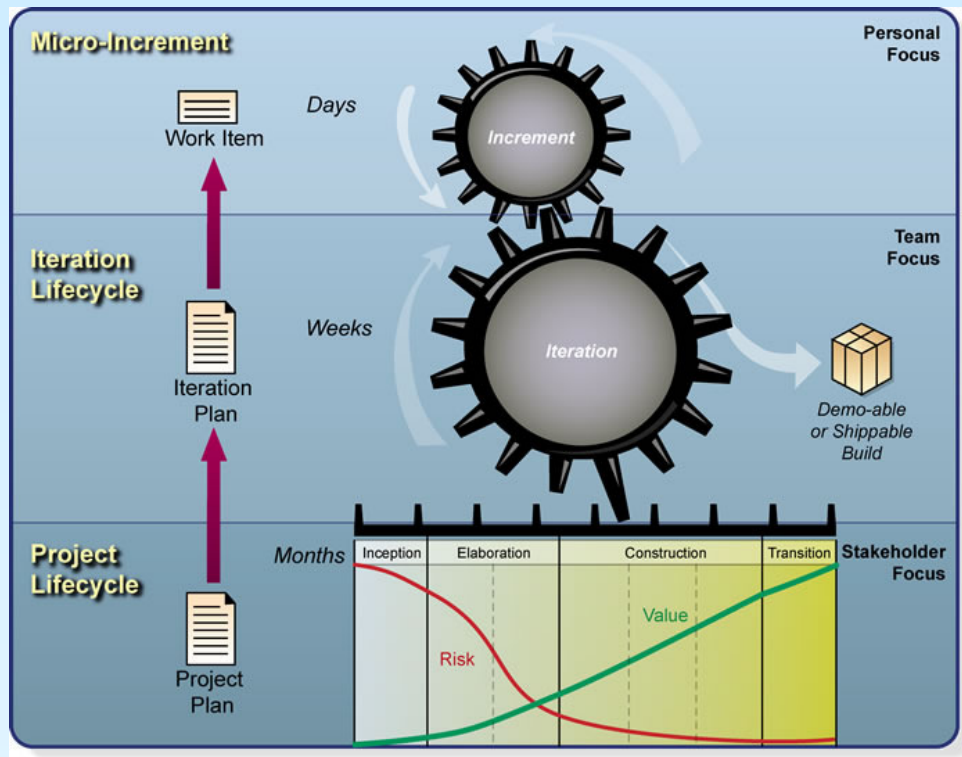 Micro-Increment
Personal
Focus
Days
Work Item
Increment
Iteration
Lifecycle
Team
Focus
Weeks
Iteration
Plan
Iteration
Demo-able
or Shippable
Build
Project
Lifecycle
Months
Inception
Elaboration
Construction
Transition
Stakeholder
Focus
Value
Risk
Project
Plan